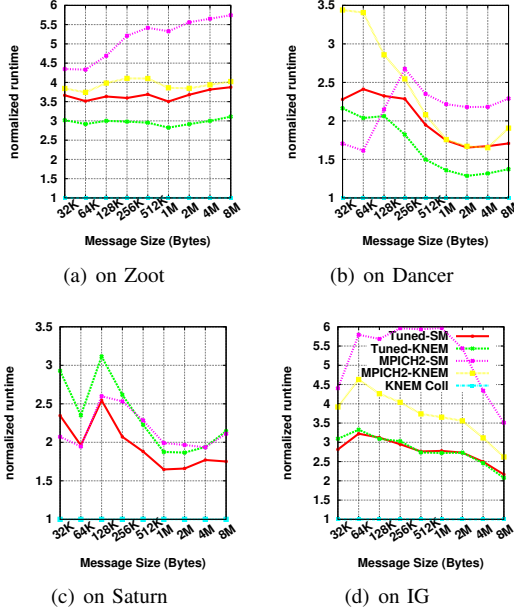 6
5.5
5
4.5
4
3.5
3
2.5
2
1.5
1
normalized runtime
32K
64K
128K
256K
512K
1M
2M
4M
8M
Message Size (Bytes)
(a) on Zoot
3.5
3
2.5
2
1.5
1
normalized runtime
32K
64K
128K
256K
512K
1M
2M
4M
8M
Message Size (Bytes)
(b) on Dancer
3.5
3
2.5
2
1.5
1
normalized runtime
32K
64K
128K
256K
512K
1M
2M
4M
8M
Message Size (Bytes)
(c) on Saturn
6
5.5
5
4.5
4
3.5
3
2.5
2
1.5
1
normalized runtime
Tuned-SM
Tuned-KNEM
MPICH2-SM
MPICH2-KNEM
KNEM Coll
32K
64K
128K
256K
512K
1M
2M
4M
8M
Message Size (Bytes)
(d) on IG